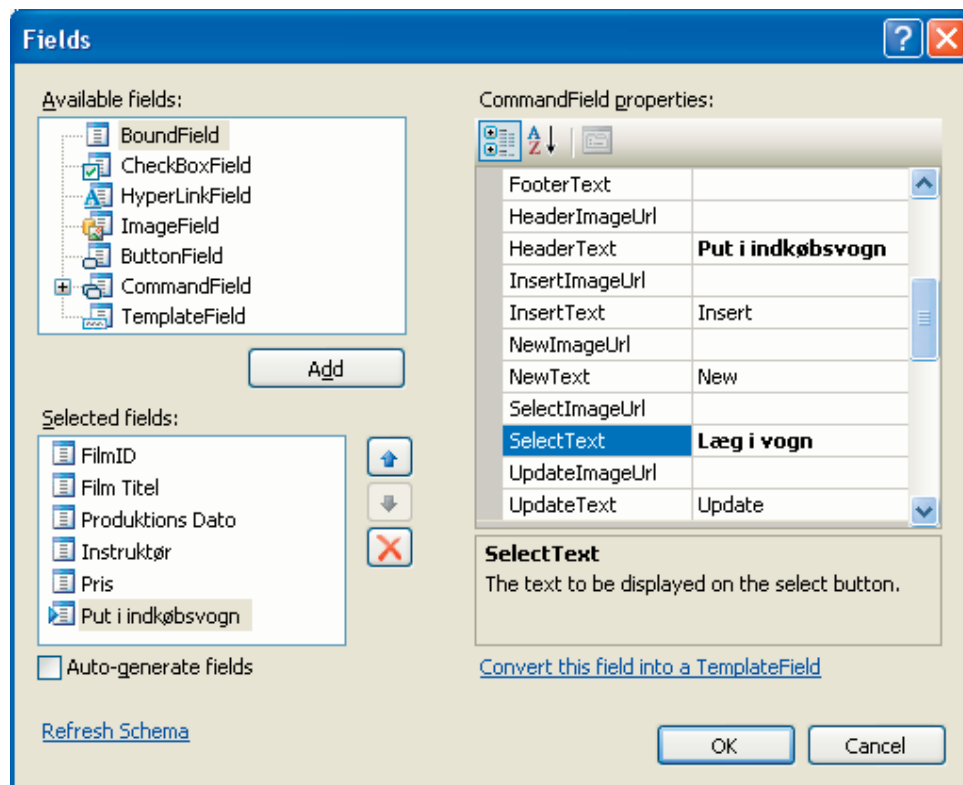 Fields
Available fields:
BoundField
CheckBoxField
HyperLinkField
ImageField
ButtonField
CommandField
TemplateField
Add
Selected fields:
FilmID
Film Titel
Produktions Dato
Instruktør
Pris
Put i indkøbsvogn
Auto-generate fields
Refresh Schema
CommandField properties:
FooterText
HeaderImageUrl
HeaderText Put i indkøbsvogn
InsertImageUrl
InsertText Insert
NewImageUrl
NewText New
SelectImageUrl
SelectText Læg i vogn
UpdateImageUrl
UpdateText Update
SelectText
The text to be displayed on the select button.
Convert this field into a TemplateField
OK Cancel